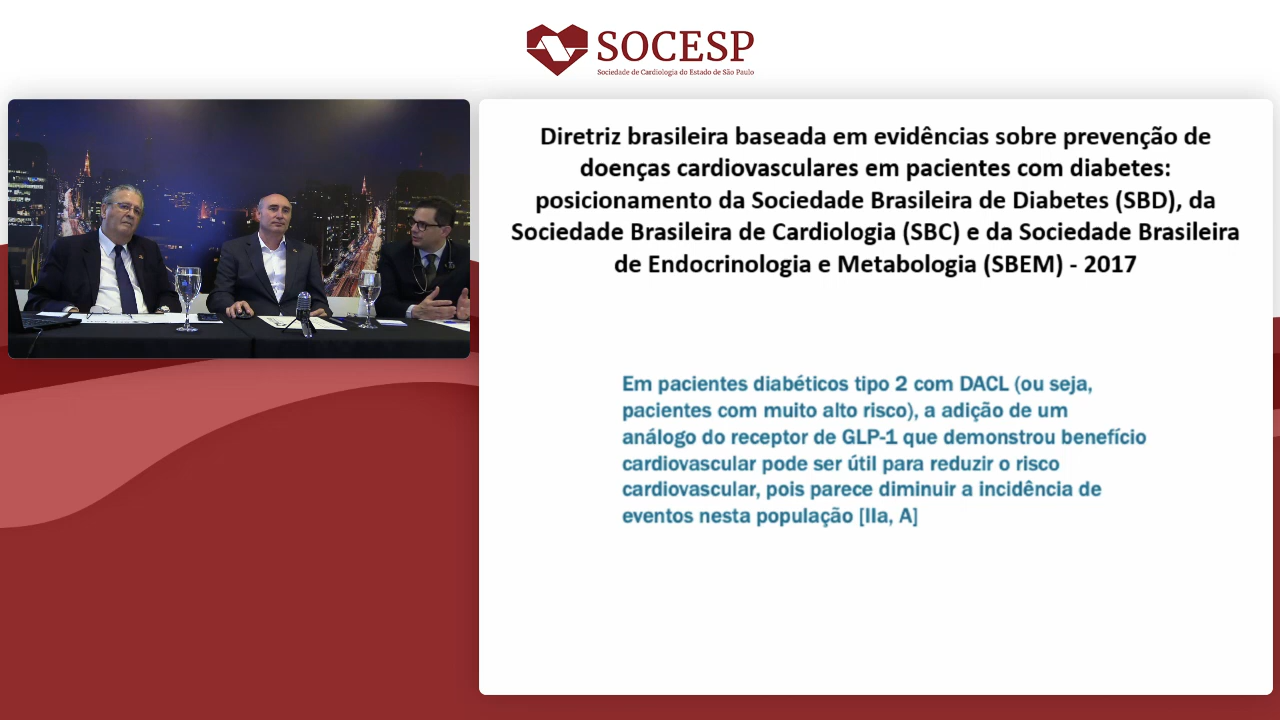 SOCESP
Sociedade de Cardiologia do Estado de São Paulo
Diretriz brasileira baseada em evidências sobre prevenção de
doenças cardiovasculares em pacientes com diabetes:
posicionamento da Sociedade Brasileira de Diabetes (SBD), da
Sociedade Brasileira de Cardiologia (SBC) e da Sociedade Brasileira
de Endocrinologia e Metabologia (SBEM) - 2017
Em pacientes diabéticos tipo 2 com DACL (ou seja,
pacientes com muito alto risco), a adição de um
análogo do receptor de GLP-1 que demonstrou benefício
cardiovascular pode ser útil para reduzir o risco
cardiovascular, pois parece diminuir a incidência de
eventos nesta população [IIa, A]